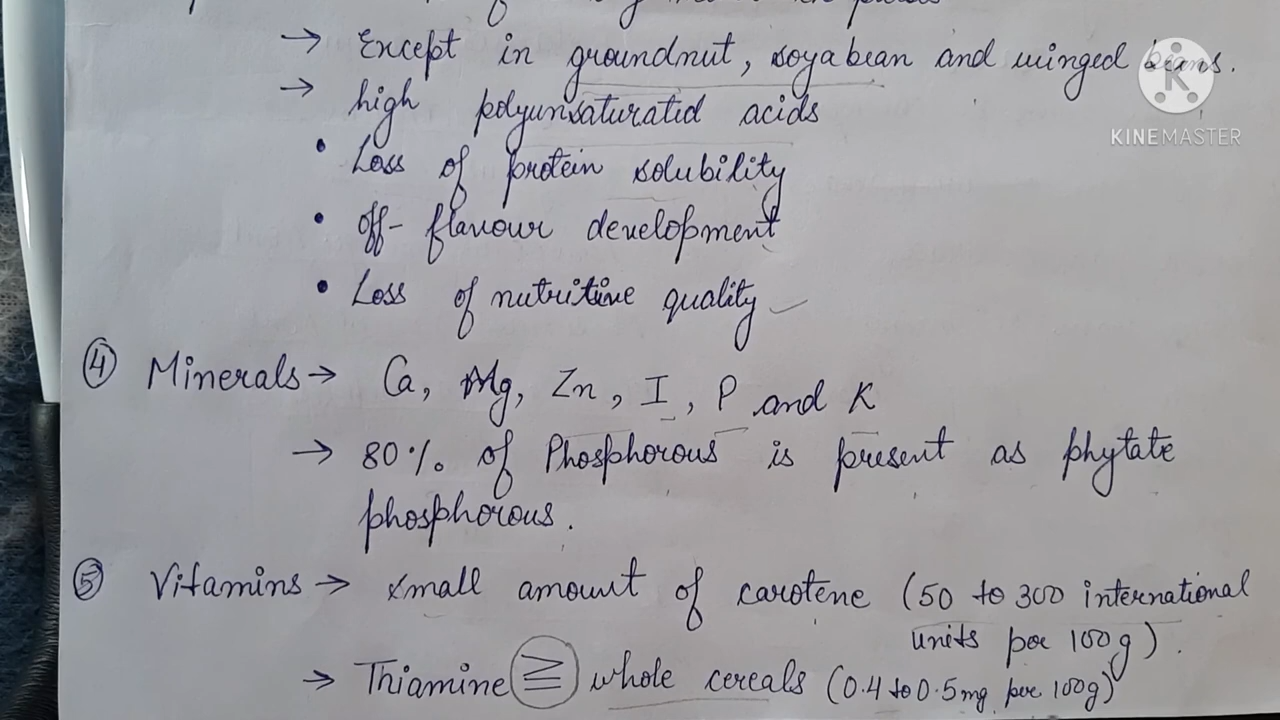 → Except in groundnut, soyabean and winged beans.
→ high polyunsaturated acids
• Loss of protein solubility
• off-flavour development
• Loss of nutritive quality
④ Minerals → Ca, Mg, Zn, I, P and K
→ 80% of Phosphorous is present as phytate
phosphorous.
⑤ Vitamins → small amount of carotene (50 to 300 international
units per 100g).
→ Thiamine ≧ whole cereals (0.4 to 0.5mg per 100g)
K
KINEMASTER